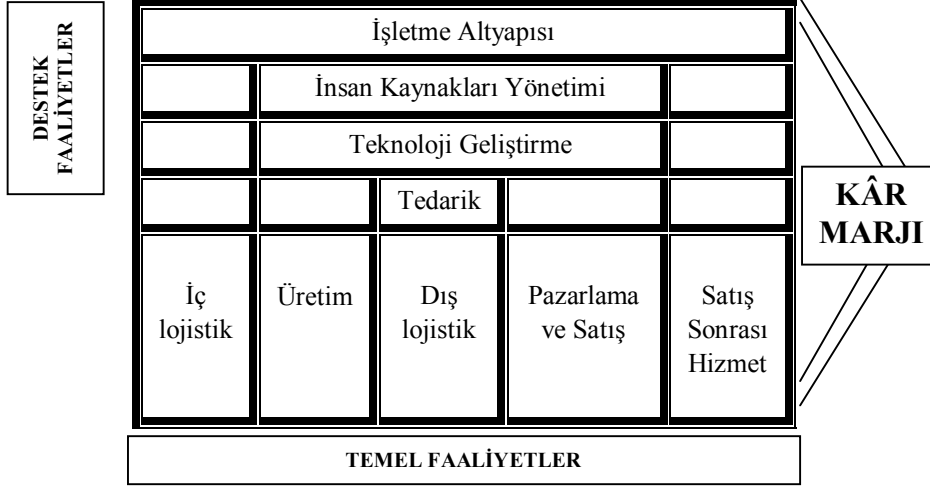 DESTEK
FAALİYETLER
İşletme Altyapısı
İnsan Kaynakları Yönetimi
Teknoloji Geliştirme
Tedarik
KÂR
MARJI
İç
lojistik
Üretim
Dış
lojistik
Pazarlama
ve Satış
Satış
Sonrası
Hizmet
TEMEL FAALİYETLER